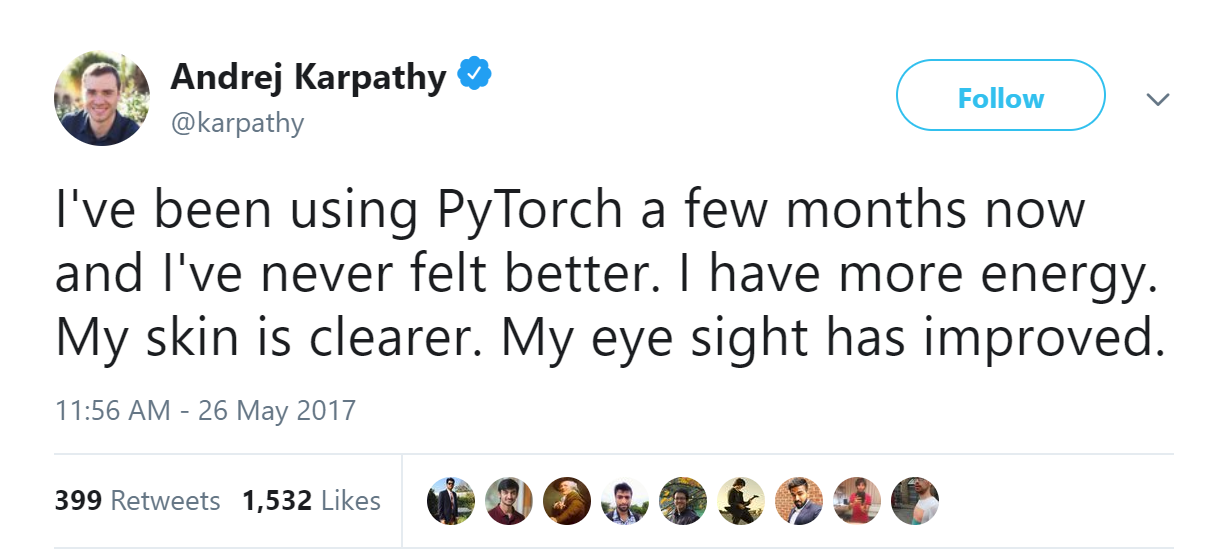 Andrej Karpathy
@karpathy
Follow
I've been using PyTorch a few months now
and I've never felt better. I have more energy.
My skin is clearer. My eye sight has improved.
11:56 AM - 26 May 2017
399 Retweets 1,532 Likes